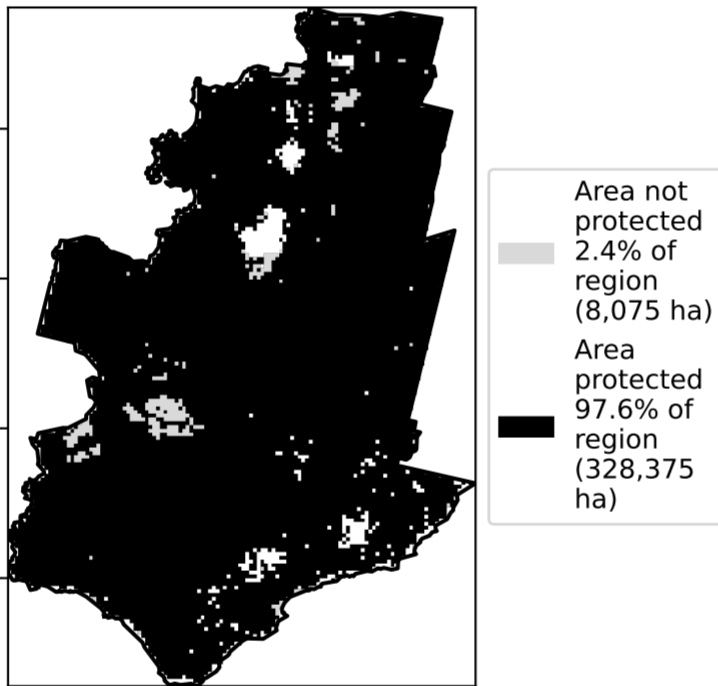 Area not
protected
2.4% of
region
(8,075 ha)
Area
protected
97.6% of
region
(328,375
ha)